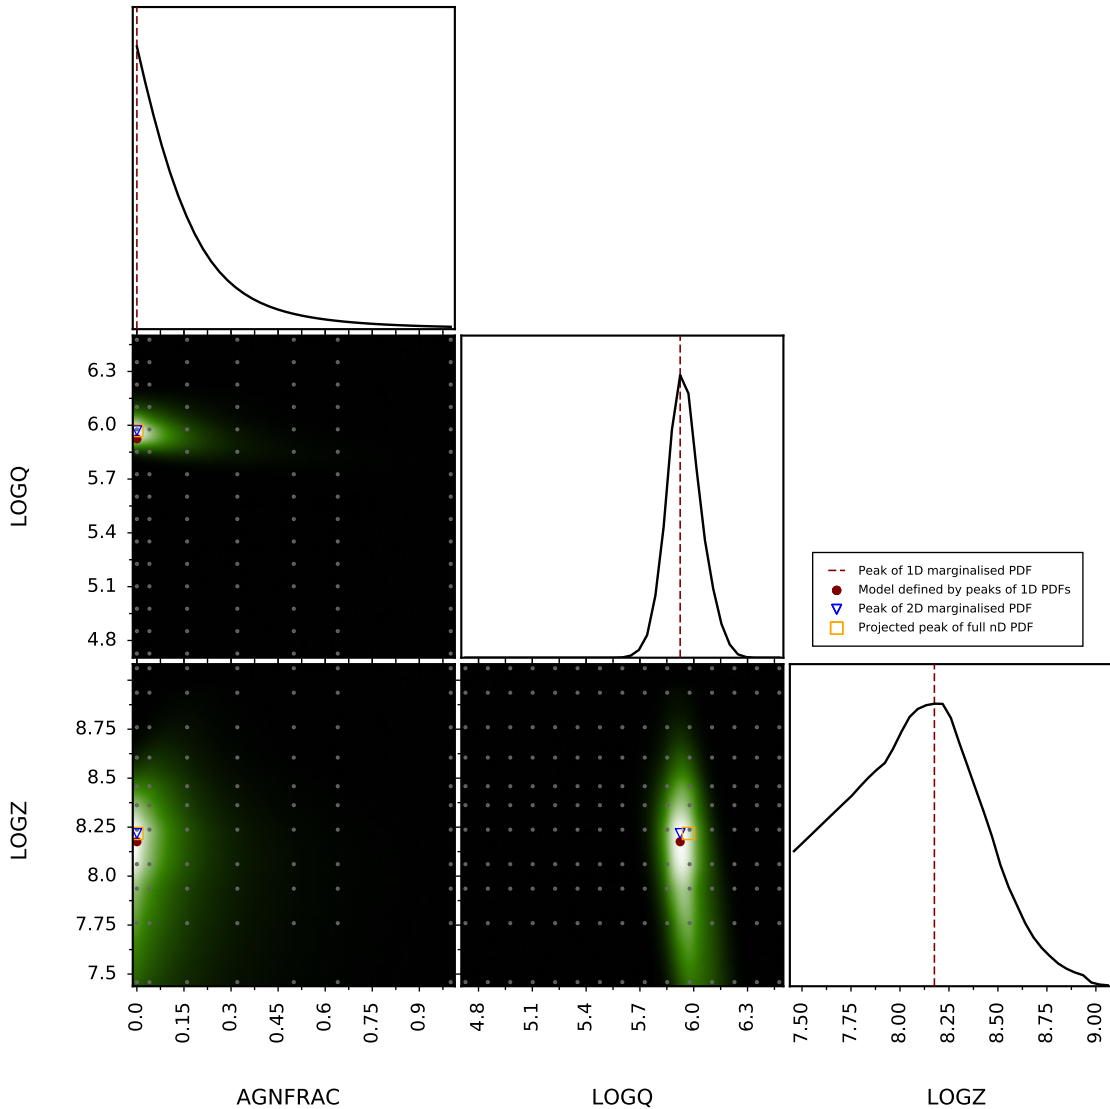 6.3
6.0
5.7
5.4
5.1
4.8
LOGQ
Peak of 1D marginalised PDF
Model defined by peaks of 1D PDFs
Peak of 2D marginalised PDF
Projected peak of full nD PDF
8.75
8.5
8.25
8.0
7.75
7.5
LOGZ
0.0 0.15 0.3 0.45 0.6 0.75 0.9
4.8 5.1 5.4 5.7 6.0 6.3
7.50 7.75 8.00 8.25 8.50 8.75 9.00
AGNFRAC LOGQ LOGZ